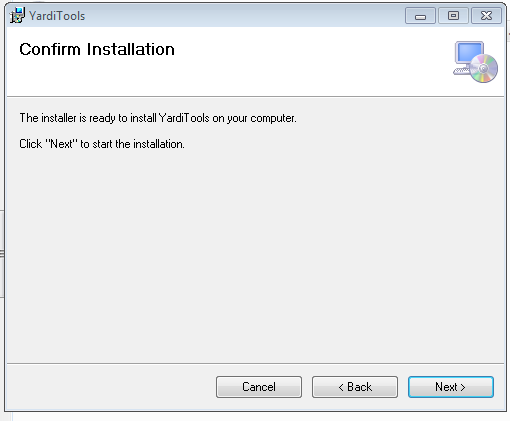 YardiTools
Confirm Installation
The installer is ready to install YardiTools on your computer.
Click "Next" to start the installation.
Cancel
< Back
Next >